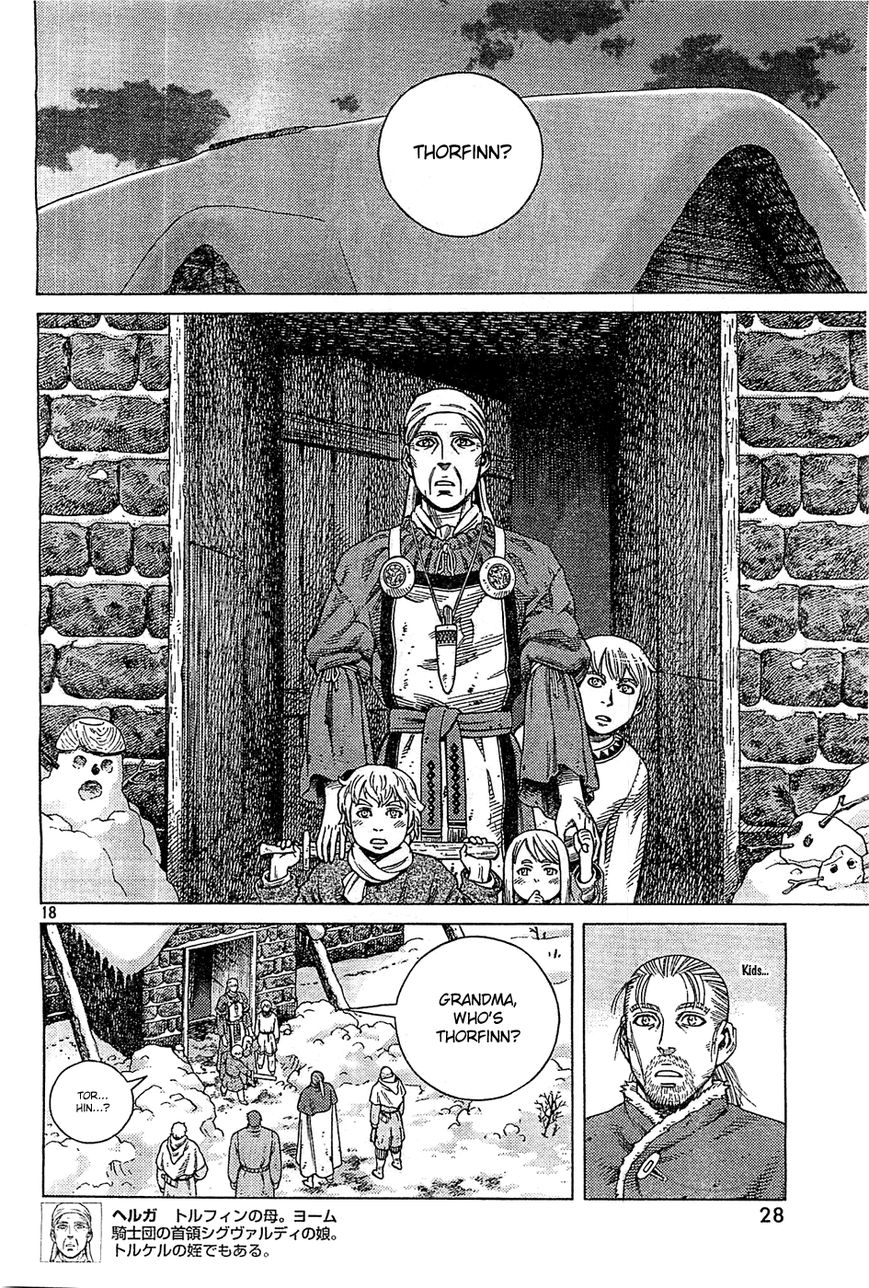 THORFINN?
18
GRANDMA,
WHO'S
THORFINN?
TOR...
HIN...?
Kids...
ヘルガ トルフィンの母。ヨーム
騎士団の首領シグヴァルディの娘。
トルケルの姪でもある。
28